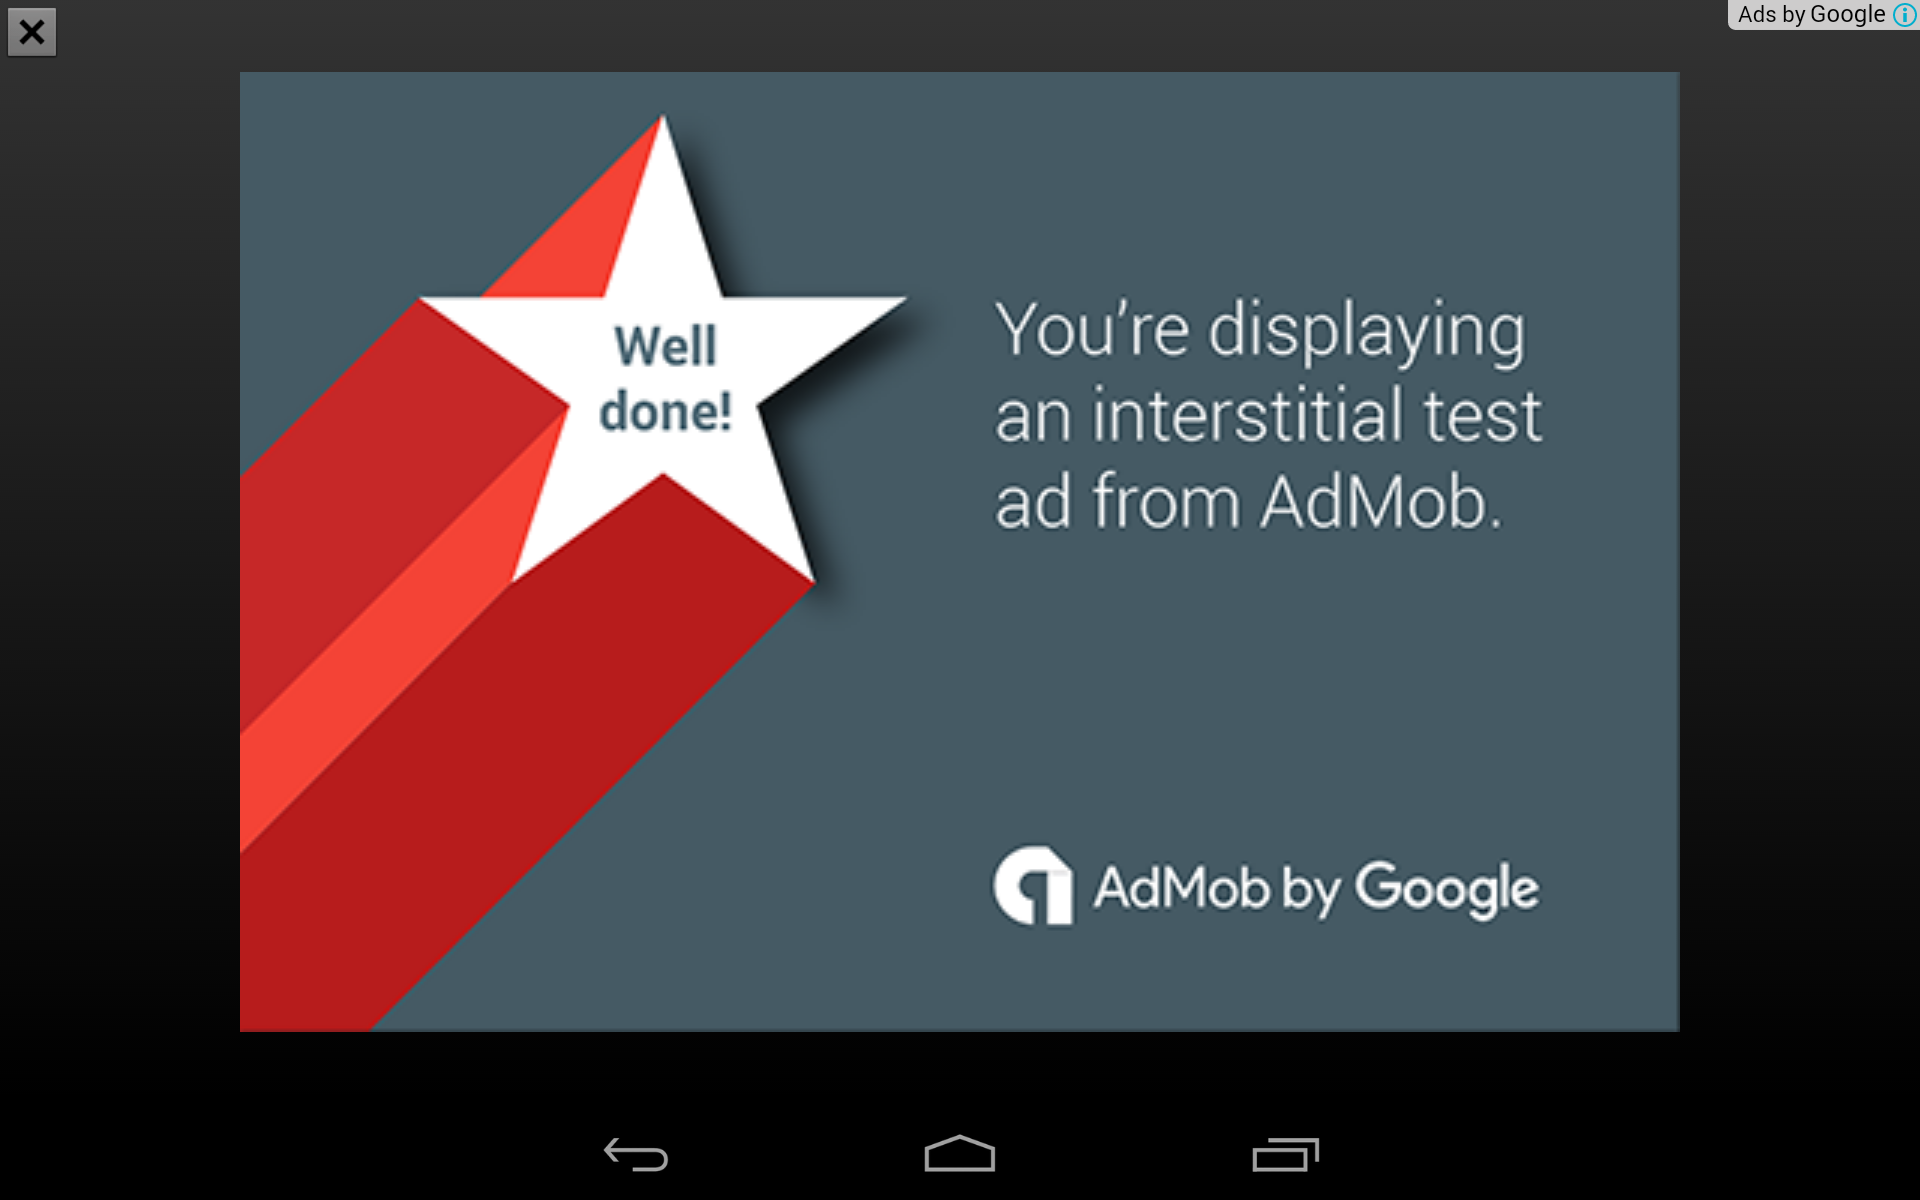 Ads by Google
Well
done!
You're displaying
an interstitial test
ad from AdMob.
AdMob by Google